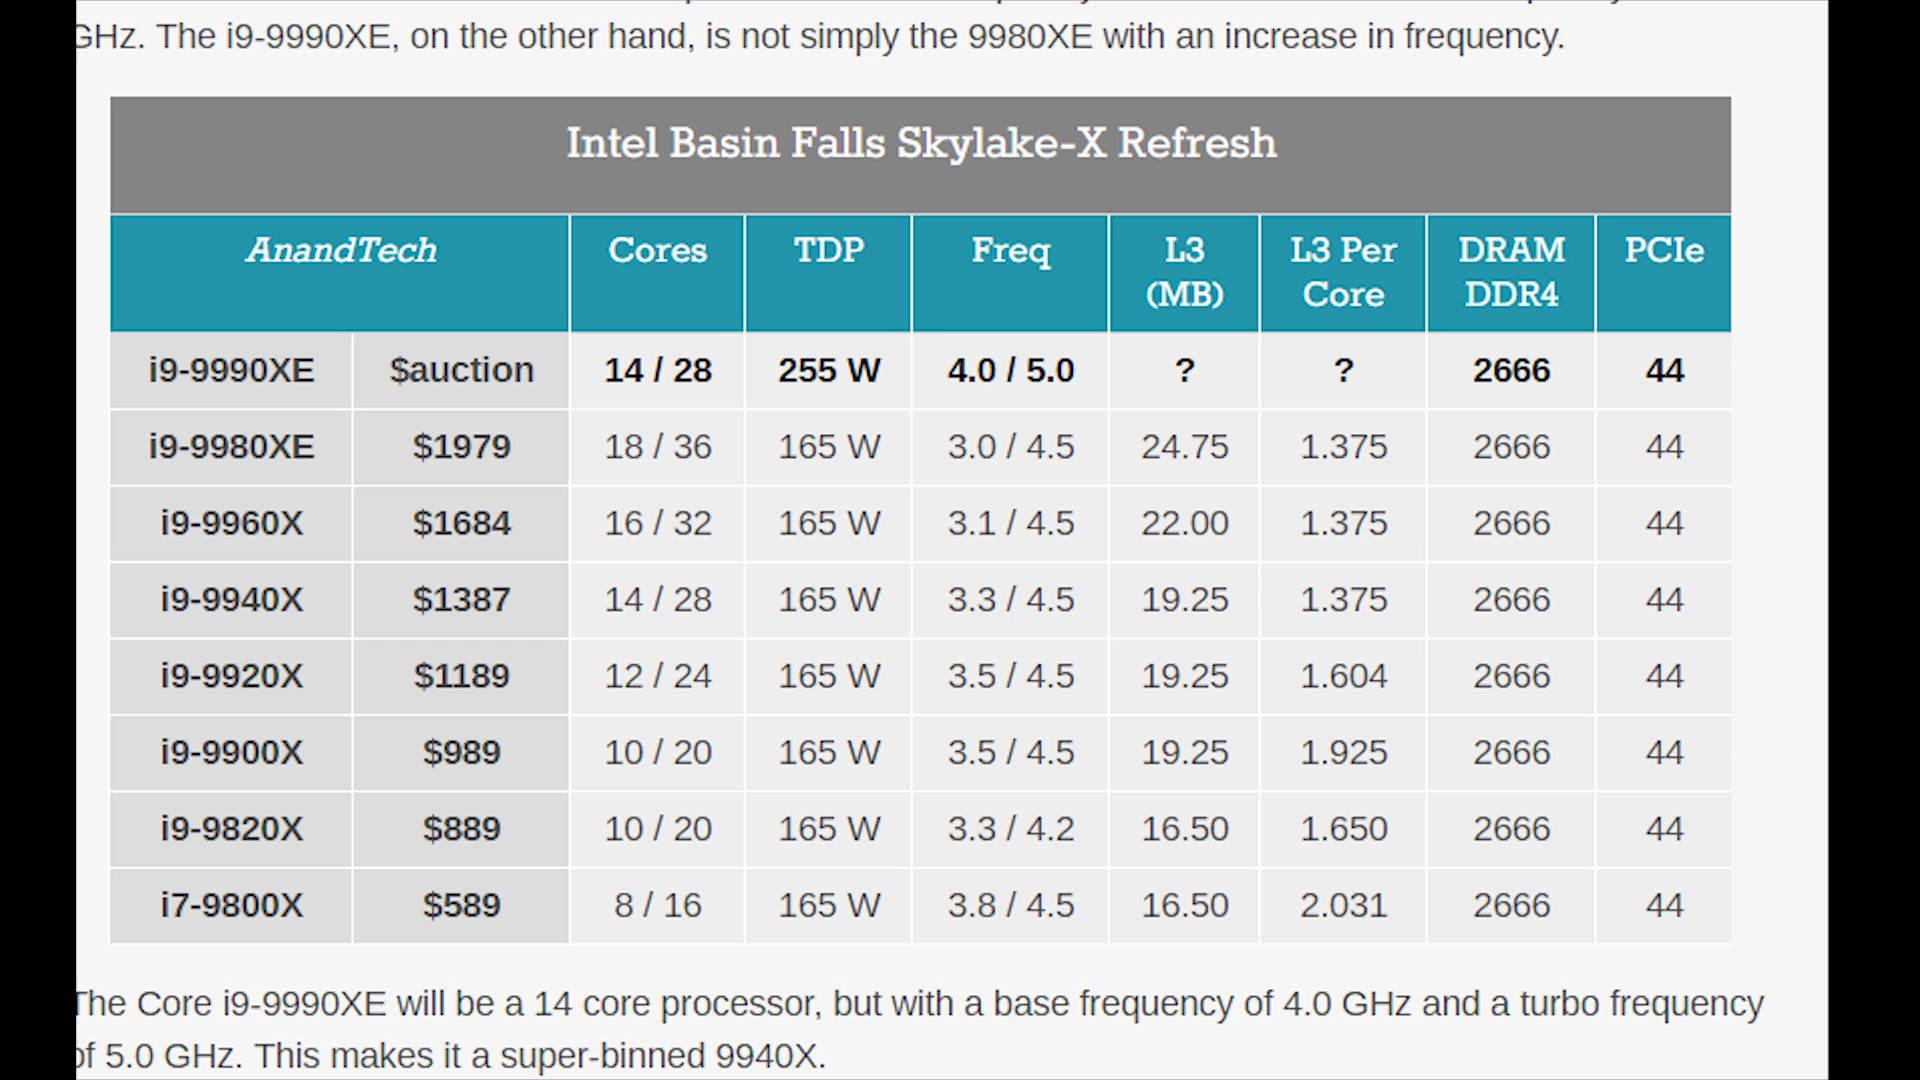 GHz. The i9-9990XE, on the other hand, is not simply the 9980XE with an increase in frequency.
Intel Basin Falls Skylake-X Refresh
AnandTech Cores TDP Freq L3 (MB) L3 Per Core DRAM DDR4 PCIe
i9-9990XE $auction 14 / 28 255 W 4.0 / 5.0 ? ? 2666 44
i9-9980XE $1979 18 / 36 165 W 3.0 / 4.5 24.75 1.375 2666 44
i9-9960X $1684 16 / 32 165 W 3.1 / 4.5 22.00 1.375 2666 44
i9-9940X $1387 14 / 28 165 W 3.3 / 4.5 19.25 1.375 2666 44
i9-9920X $1189 12 / 24 165 W 3.5 / 4.5 19.25 1.604 2666 44
i9-9900X $989 10 / 20 165 W 3.5 / 4.5 19.25 1.925 2666 44
i9-9820X $889 10 / 20 165 W 3.3 / 4.2 16.50 1.650 2666 44
i7-9800X $589 8 / 16 165 W 3.8 / 4.5 16.50 2.031 2666 44
The Core i9-9990XE will be a 14 core processor, but with a base frequency of 4.0 GHz and a turbo frequency
of 5.0 GHz. This makes it a super-binned 9940X.